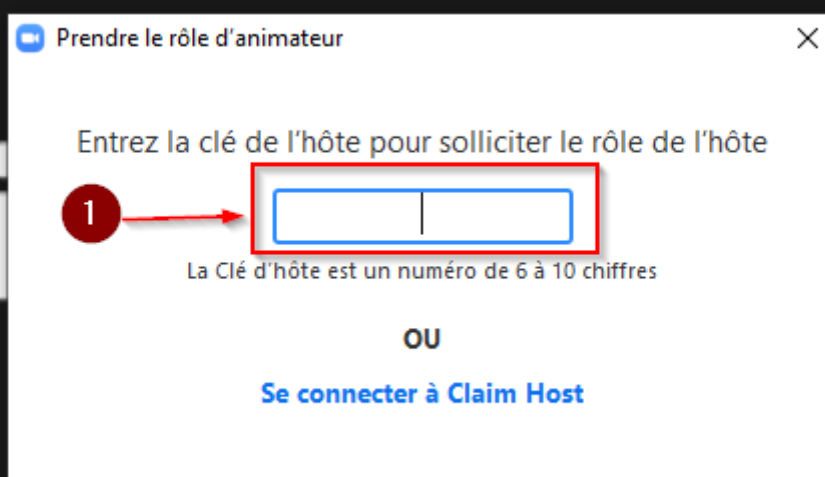 Prendre le rôle d'animateur
Entrez la clé de l'hôte pour solliciter le rôle de l'hôte
1
La Clé d'hôte est un numéro de 6 à 10 chiffres
OU
Se connecter à Claim Host